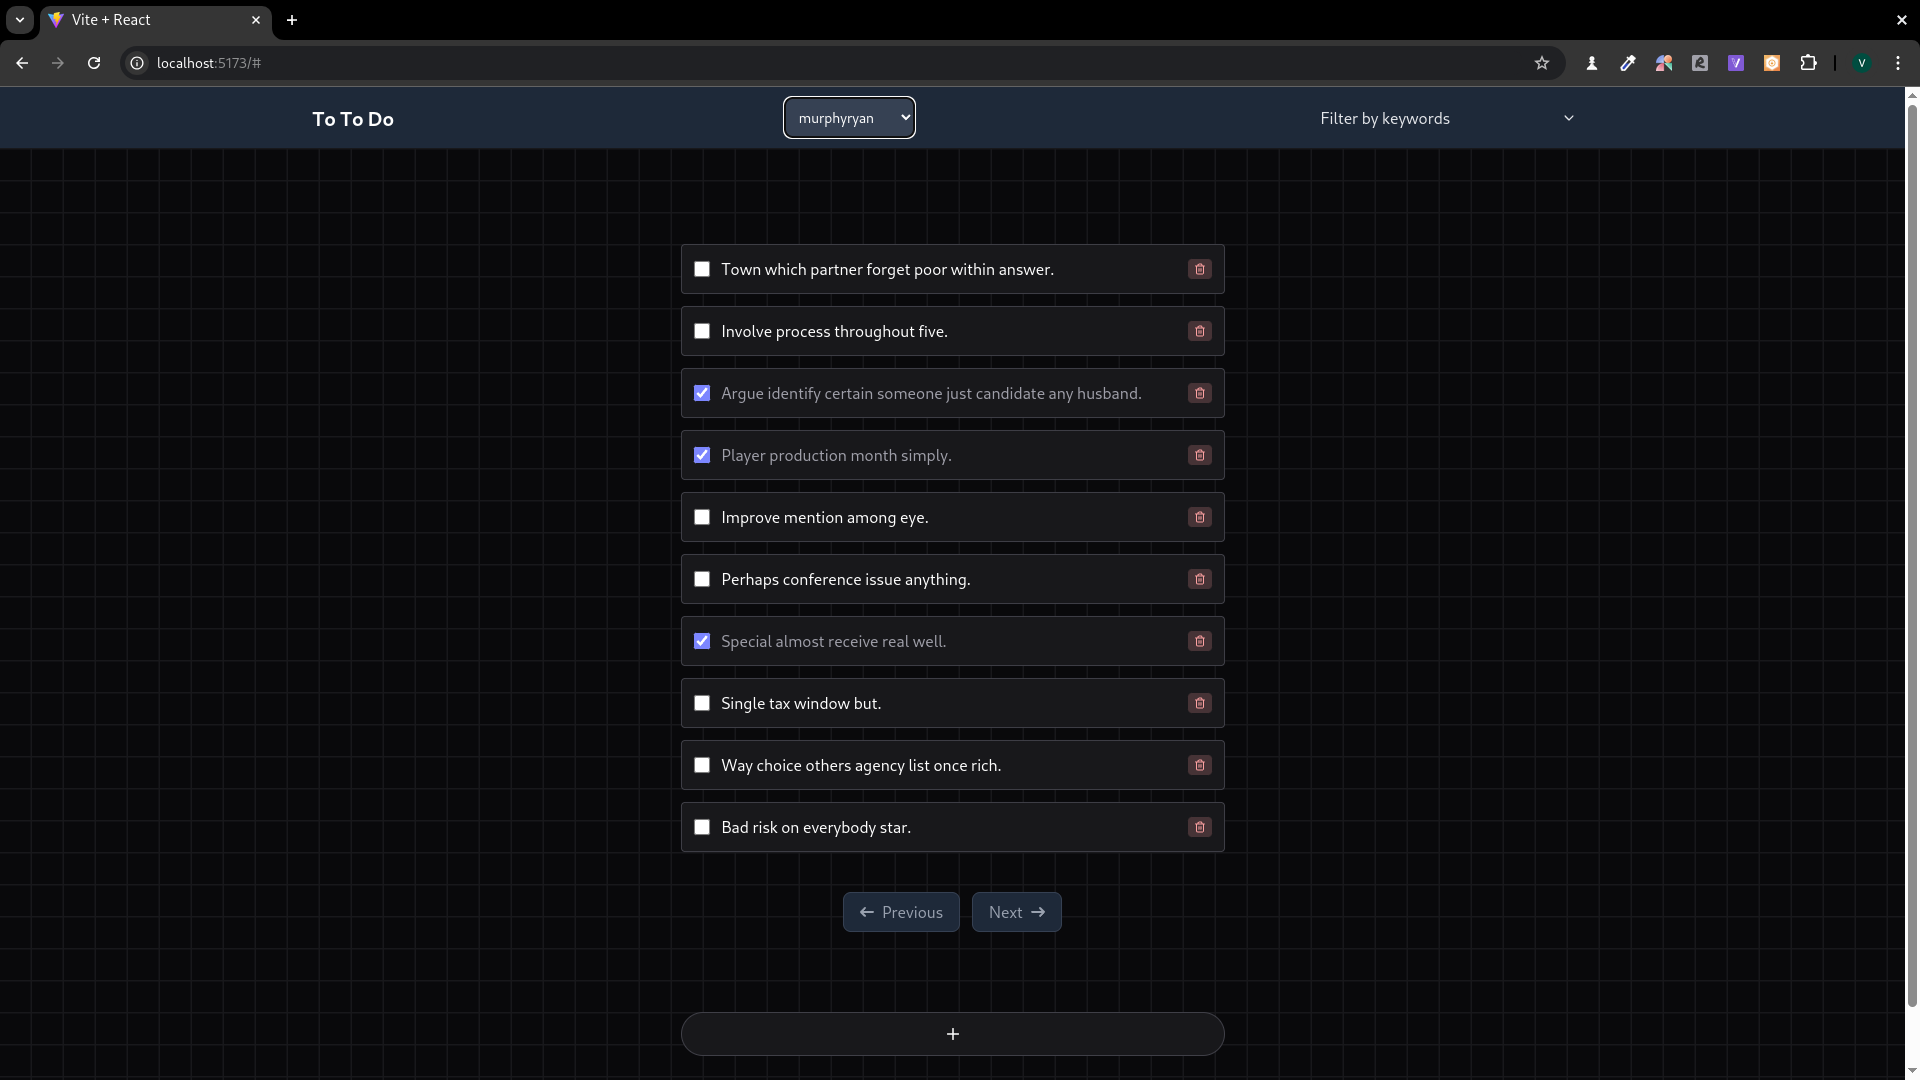 Vite + React
localhost:5173/#
V
To To Do
murphyryan
Filter by keywords
Town which partner forget poor within answer.
Involve process throughout five.
Argue identify certain someone just candidate any husband.
Player production month simply.
Improve mention among eye.
Perhaps conference issue anything.
Special almost receive real well.
Single tax window but.
Way choice others agency list once rich.
Bad risk on everybody star.
Previous
Next